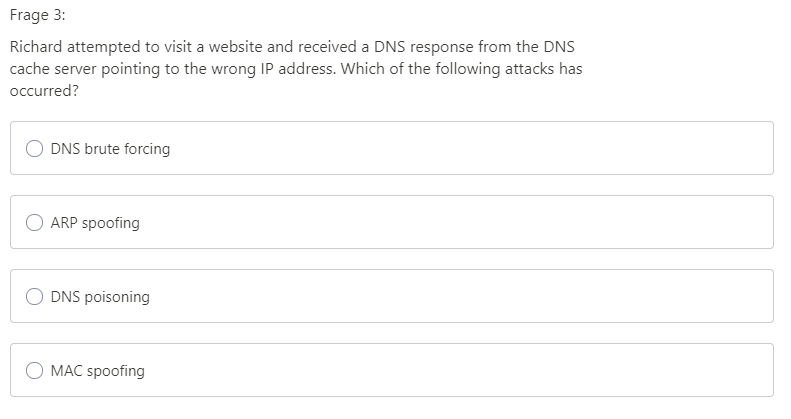 Frage 3:
Richard attempted to visit a website and received a DNS response from the DNS
cache server pointing to the wrong IP address. Which of the following attacks has
occurred?
DNS brute forcing
ARP spoofing
DNS poisoning
MAC spoofing